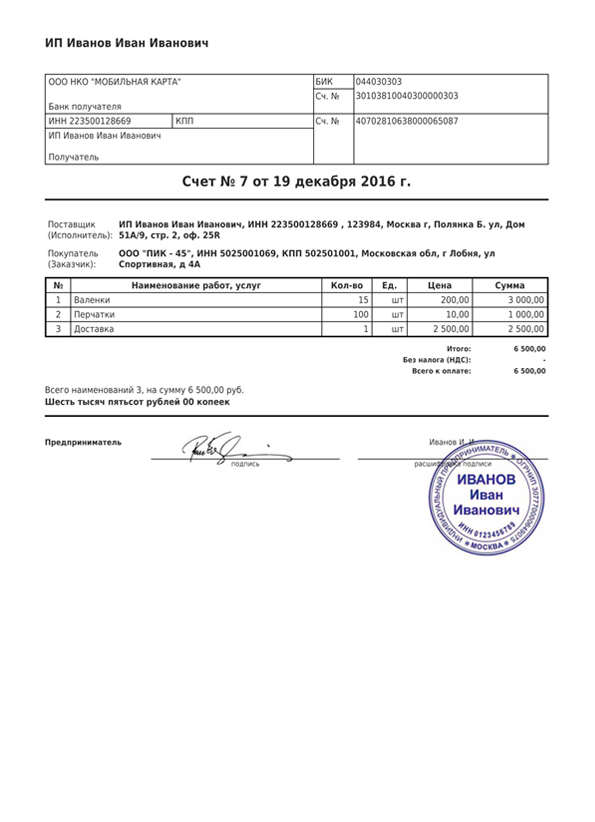 ИП Иванов Иван Иванович
ООО НКО "МОБИЛЬНАЯ КАРТА" БИК 044030303
Сч. № 30103810040300000303
Банк получателя
ИНН 223500128669 КПП Сч. № 40702810638000065087
ИП Иванов Иван Иванович
Получатель
Счет № 7 от 19 декабря 2016 г.
Поставщик ИП Иванов Иван Иванович, ИНН 223500128669 , 123984, Москва г, Полянка Б. ул, Дом
(Исполнитель): 51А/9, стр. 2, оф. 25R
Покупатель ООО "ПИК - 45", ИНН 5025001069, КПП 502501001, Московская обл, г Лобня, ул
(Заказчик): Спортивная, д 4А
№ Наименование работ, услуг Кол-во Ед. Цена Сумма
1 Валенки 15 шт 200,00 3 000,00
2 Перчатки 100 шт 10,00 1 000,00
3 Доставка 1 шт 2 500,00 2 500,00
Итого: 6 500,00
Без налога (НДС): -
Всего к оплате: 6 500,00
Всего наименований 3, на сумму 6 500,00 руб.
Шесть тысяч пятьсот рублей 00 копеек
Предприниматель Иванов И. И.
подпись расшифровка подписи
ИНДИВИДУАЛЬНЫЙ ПРЕДПРИНИМАТЕЛЬ
ИВАНОВ
Иван
Иванович
ИНН 0123456789
МОСКВА